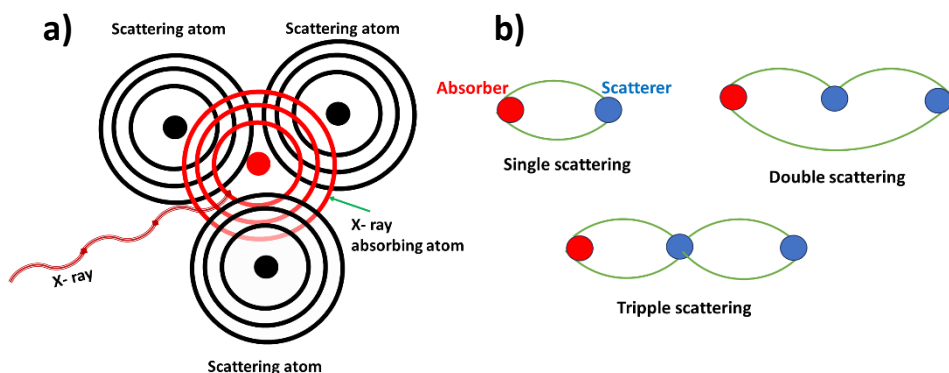 a)
Scattering atom
Scattering atom
X- ray
absorbing atom
X- ray
Scattering atom
b)
Absorber
Scatterer
Single scattering
Double scattering
Tripple scattering